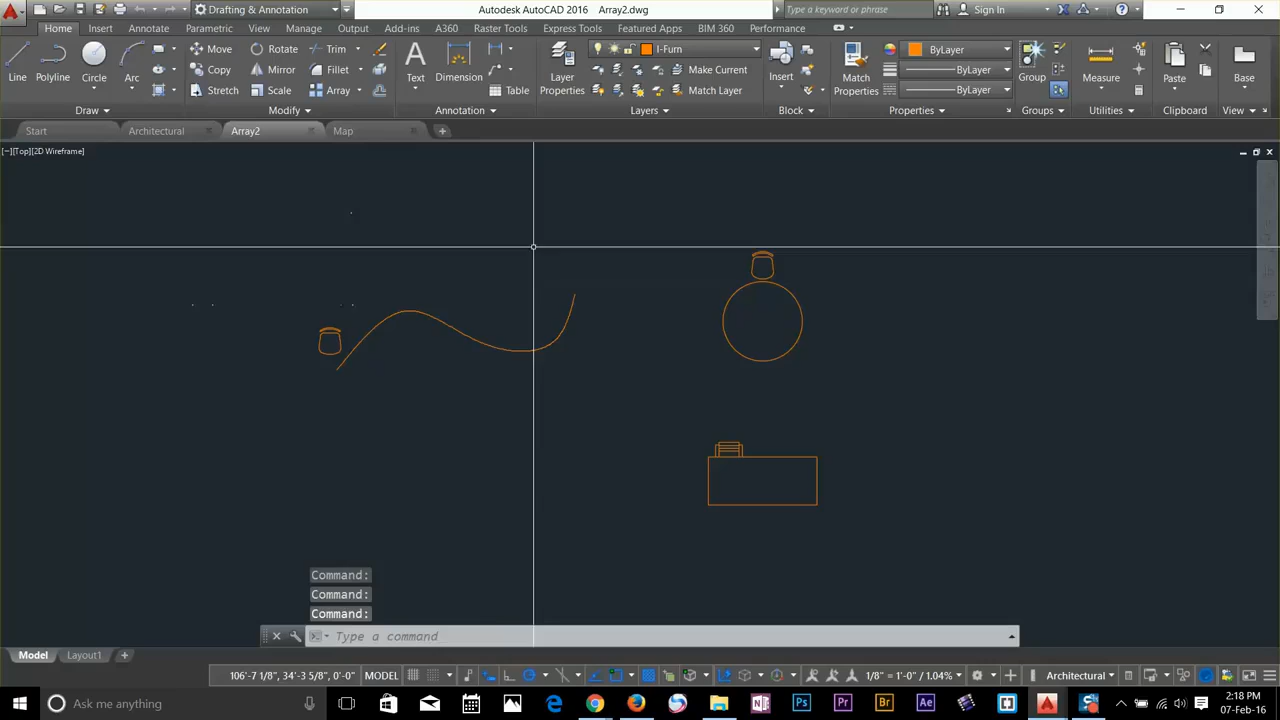 Drafting & Annotation
Autodesk AutoCAD 2016 Array2.dwg
Type a keyword or phrase
Sign In
Home Insert Annotate Parametric View Manage Output Add-ins A360 Raster Tools Express Tools Featured Apps BIM 360 Performance
Line Polyline Circle Arc
Move Rotate Trim
Copy Mirror Fillet
Stretch Scale Array
Text Dimension Table
Layer Properties
I-Furn
Make Current
Match Layer
Insert
Match Properties
ByLayer
ByLayer
ByLayer
Group
Measure
Paste
Base
Draw Modify Annotation Layers Block Properties Groups Utilities Clipboard View
Start Architectural Array2 Map
[−][Top][2D Wireframe]
Command:
Command:
Command:
Type a command
Model Layout1
106'-7 1/8", 34'-3 5/8", 0'-0" MODEL 1/8" = 1'-0" / 1.04% Architectural
Ask me anything
Ps Pr Br Ae
2:18 PM
07-Feb-16